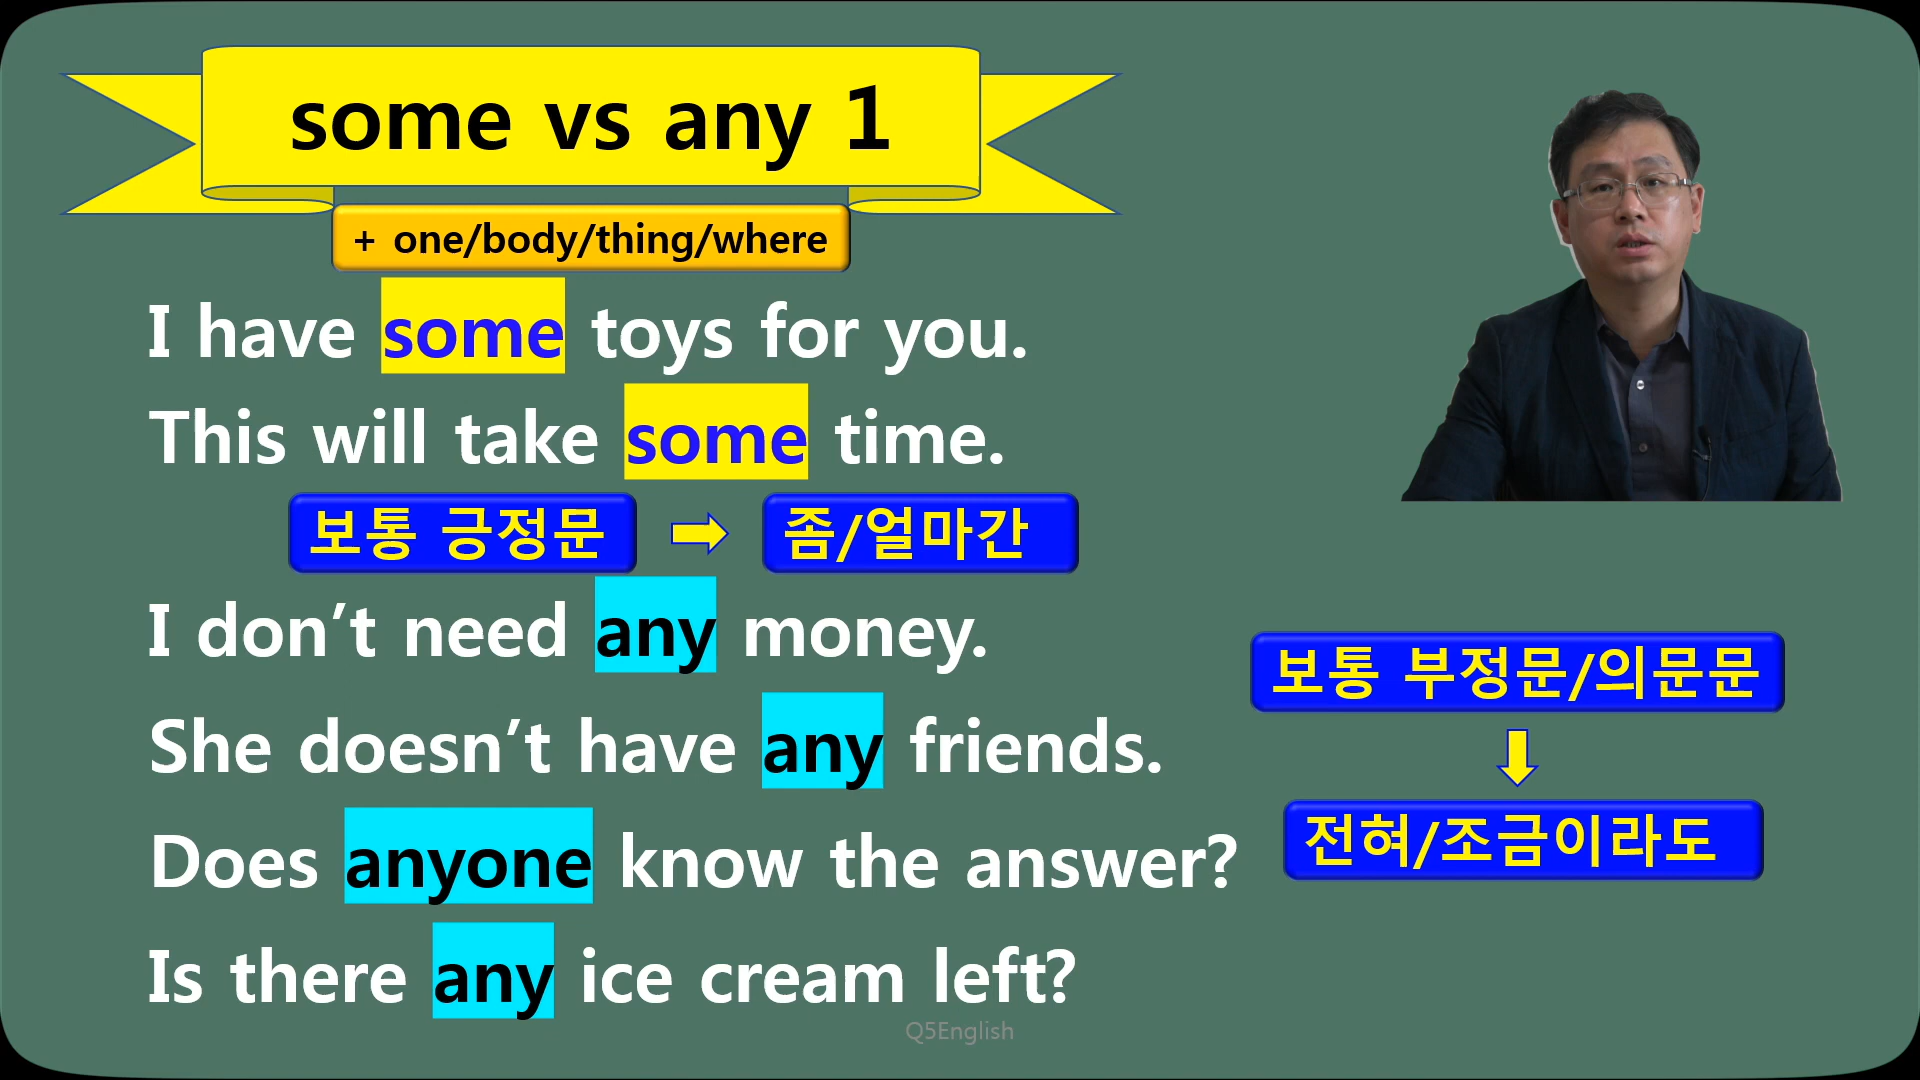 some vs any 1
+ one/body/thing/where
I have some toys for you.
This will take some time.
보통 긍정문
좀/얼마간
I don’t need any money.
She doesn’t have any friends.
Does anyone know the answer?
Is there any ice cream left?
보통 부정문/의문문
전혀/조금이라도
Q5English